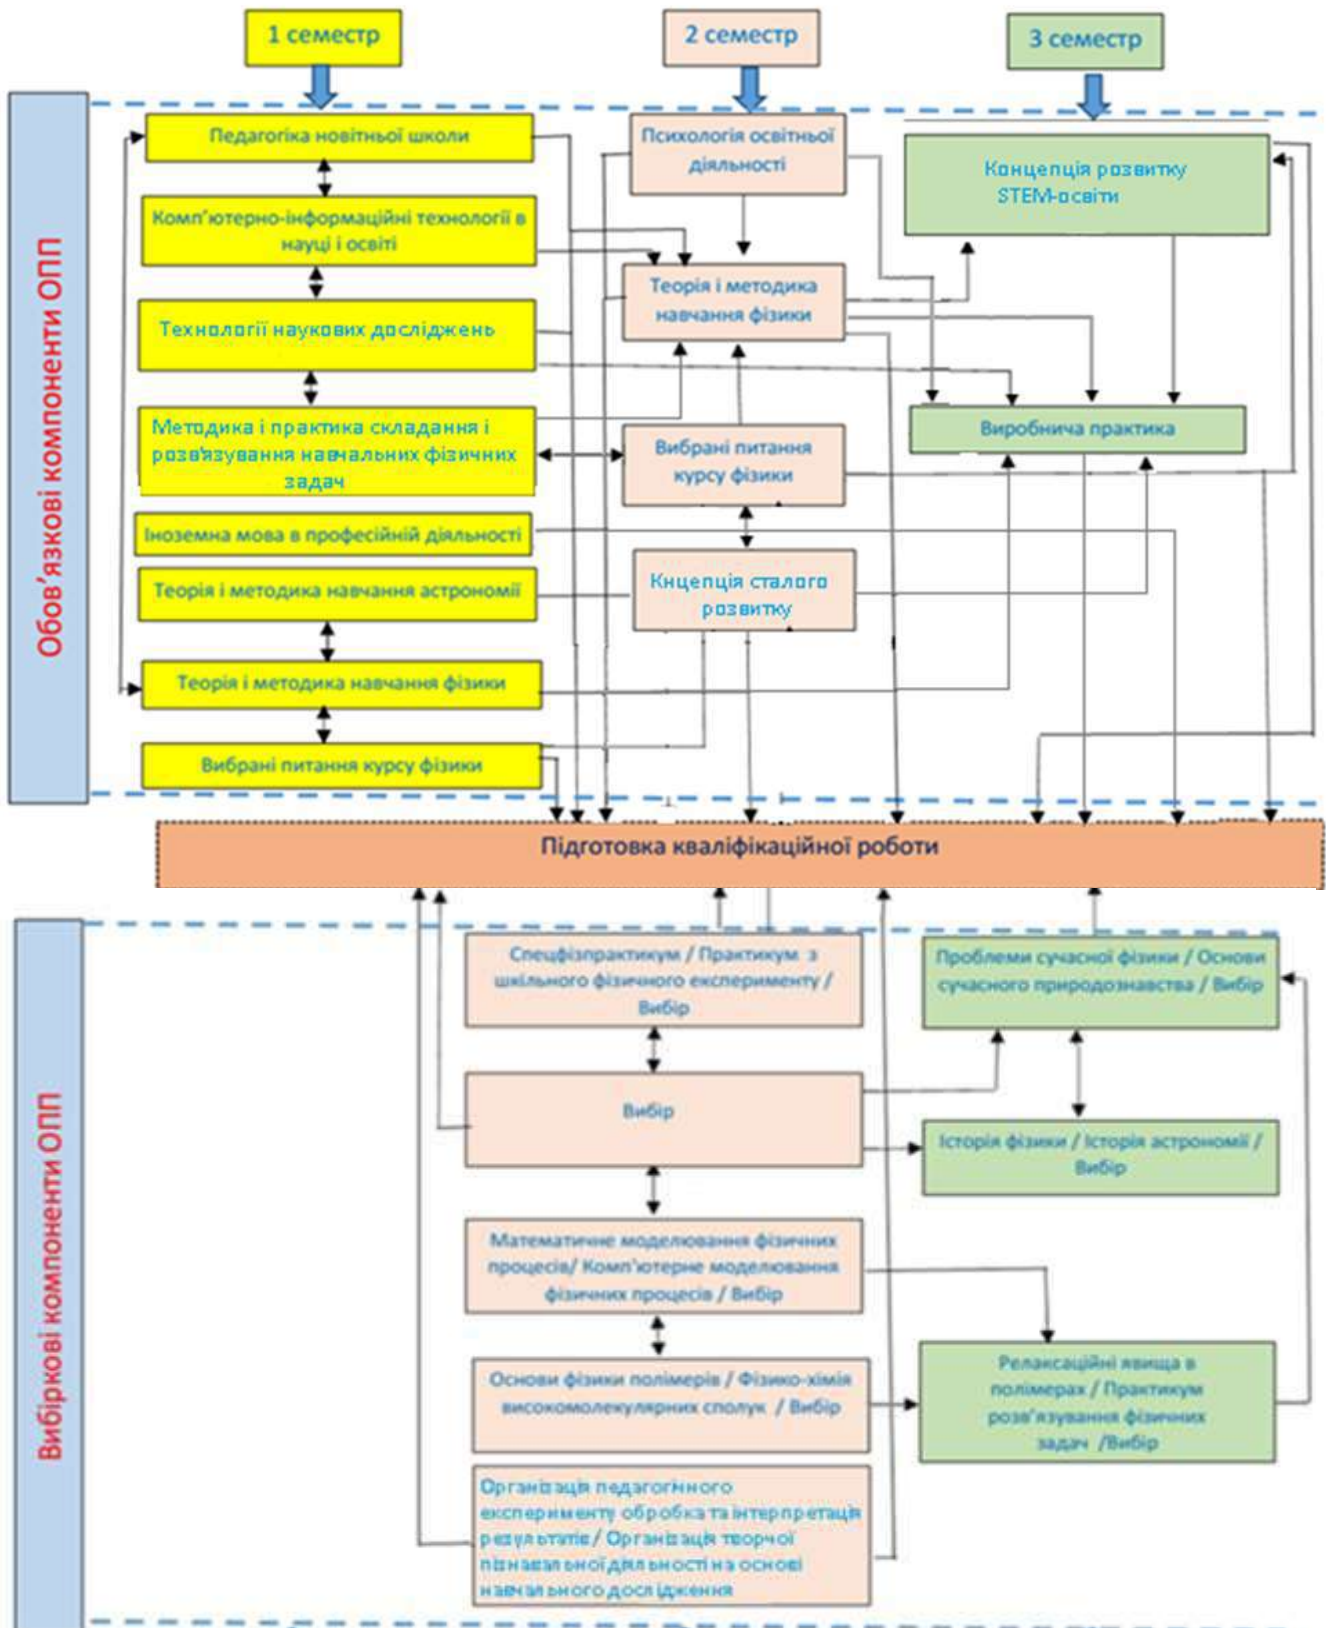 1 семестр
2 семестр
3 семестр
Обов'язкові компоненти ОПП
Педагогіка новітньої школи
Комп'ютерно-інформаційні технології в
науці і освіті
Технології наукових досліджень
Методика і практика складання і
розв'язування навчальних фізичних
задач
Іноземна мова в професійній діяльності
Теорія і методика навчання астрономії
Теорія і методика навчання фізики
Вибрані питання курсу фізики
Психологія освітньої
діяльності
Теорія і методика
навчання фізики
Вибрані питання
курсу фізики
Кнцепція сталого
розвитку
Концепція розвитку
STEM-освіти
Виробнича практика
Підготовка кваліфікаційної роботи
Вибіркові компоненти ОПП
Спецфізпрактикум / Практикум з
шкільного фізичного експерименту /
Вибір
Вибір
Математичне моделювання фізичних
процесів/ Комп'ютерне моделювання
фізичних процесів / Вибір
Основи фізики полімерів / Фізико-хімія
високомолекулярних сполук / Вибір
Організація педагогічного
експерименту обробка та інтерпретація
результатів/ Організація творчої
пізнавальної діяльності на основі
навчального дослідження
Проблеми сучасної фізики / Основи
сучасного природознавства / Вибір
Історія фізики / Історія астрономії /
Вибір
Релаксаційні явища в
полімерах / Практикум
розв'язування фізичних
задач /Вибір